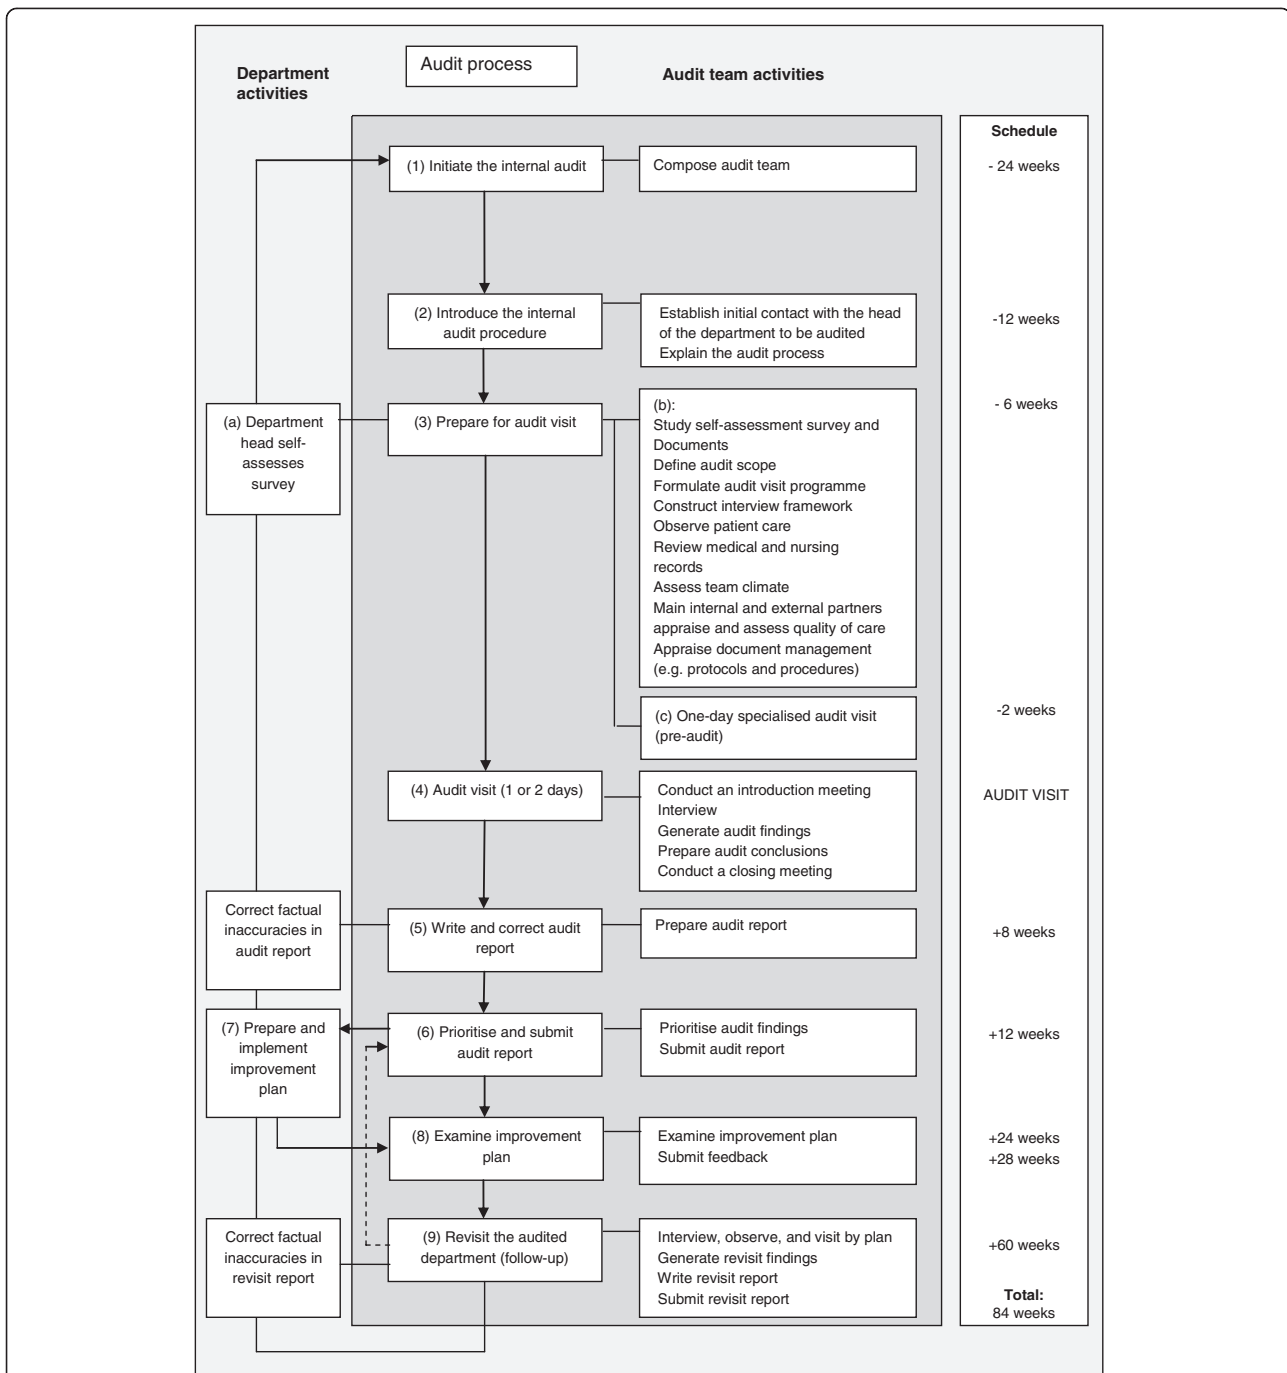 Audit process
Department
activities
Audit team activities
Schedule
(1) Initiate the internal audit
Compose audit team
- 24 weeks
(2) Introduce the internal
audit procedure
Establish initial contact with the head
of the department to be audited
Explain the audit process
-12 weeks
(a) Department
head self-
assesses
survey
(3) Prepare for audit visit
(b):
Study self-assessment survey and
Documents
Define audit scope
Formulate audit visit programme
Construct interview framework
Observe patient care
Review medical and nursing
records
Assess team climate
Main internal and external partners
appraise and assess quality of care
Appraise document management
(e.g. protocols and procedures)
- 6 weeks
(c) One-day specialised audit visit
(pre-audit)
-2 weeks
(4) Audit visit (1 or 2 days)
Conduct an introduction meeting
Interview
Generate audit findings
Prepare audit conclusions
Conduct a closing meeting
AUDIT VISIT
Correct factual
inaccuracies in
audit report
(5) Write and correct audit
report
Prepare audit report
+8 weeks
(7) Prepare and
implement
improvement
plan
(6) Prioritise and submit
audit report
Prioritise audit findings
Submit audit report
+12 weeks
(8) Examine improvement
plan
Examine improvement plan
Submit feedback
+24 weeks
+28 weeks
Correct factual
inaccuracies in
revisit report
(9) Revisit the audited
department (follow-up)
Interview, observe, and visit by plan
Generate revisit findings
Write revisit report
Submit revisit report
+60 weeks
Total:
84 weeks